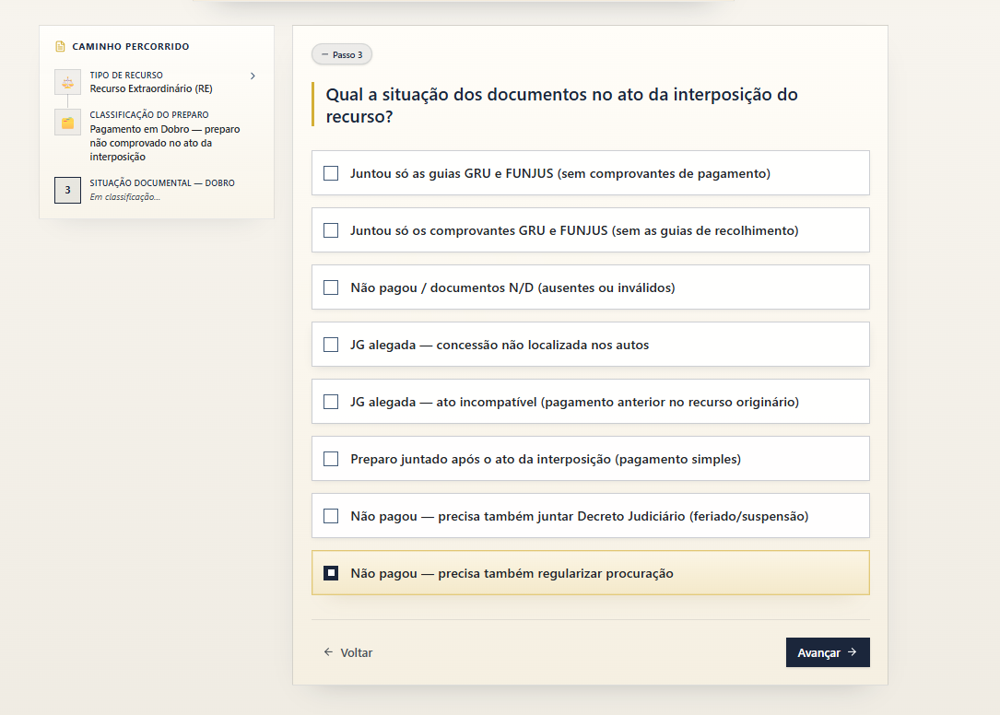 CAMINHO PERCORRIDO
TIPO DE RECURSO
Recurso Extraordinário (RE)
CLASSIFICAÇÃO DO PREPARO
Pagamento em Dobro — preparo
não comprovado no ato da
interposição
3
SITUAÇÃO DOCUMENTAL — DOBRO
Em classificação...
Passo 3
Qual a situação dos documentos no ato da interposição do
recurso?
Juntou só as guias GRU e FUNJUS (sem comprovantes de pagamento)
Juntou só os comprovantes GRU e FUNJUS (sem as guias de recolhimento)
Não pagou / documentos N/D (ausentes ou inválidos)
JG alegada — concessão não localizada nos autos
JG alegada — ato incompatível (pagamento anterior no recurso originário)
Preparo juntado após o ato da interposição (pagamento simples)
Não pagou — precisa também juntar Decreto Judiciário (feriado/suspensão)
Não pagou — precisa também regularizar procuração
← Voltar
Avançar →